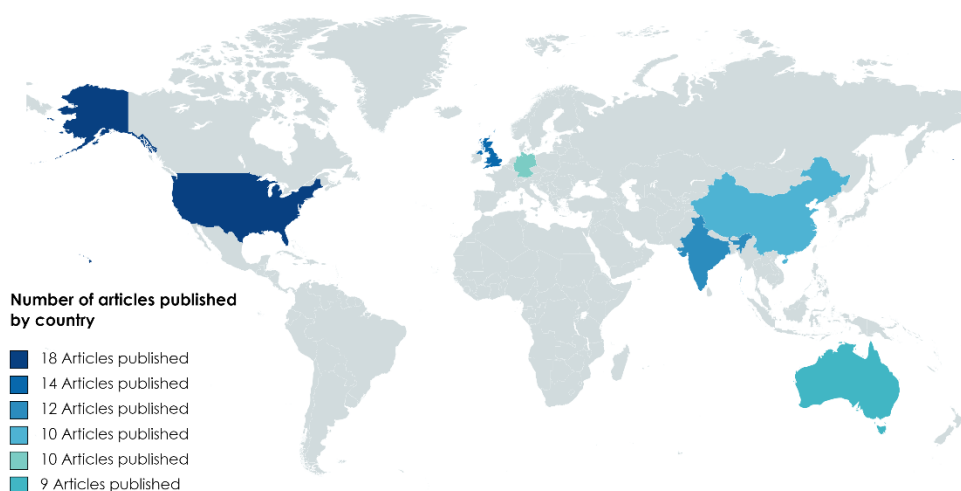 Number of articles published
by country
18 Articles published
14 Articles published
12 Articles published
10 Articles published
10 Articles published
9 Articles published